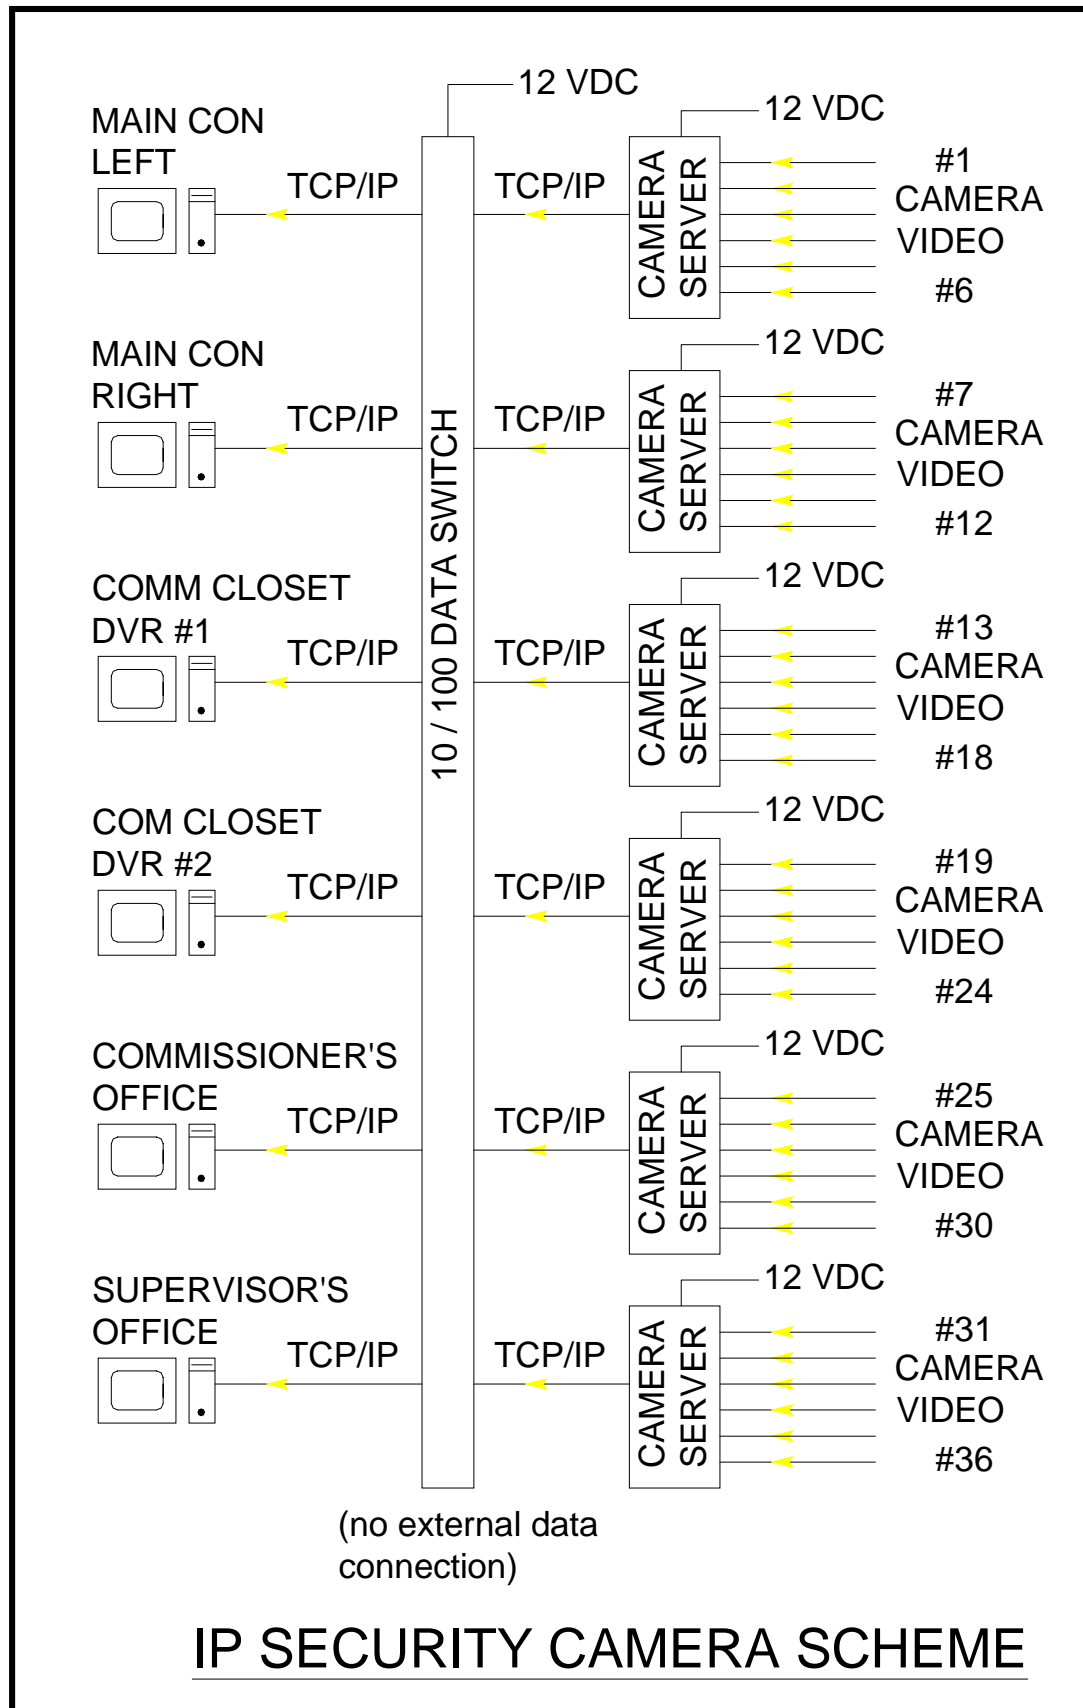 12 VDC
MAIN CON
LEFT
TCP/IP
TCP/IP
12 VDC
CAMERA
SERVER
#1
CAMERA
VIDEO
#6
MAIN CON
RIGHT
TCP/IP
TCP/IP
12 VDC
CAMERA
SERVER
#7
CAMERA
VIDEO
#12
10 / 100 DATA SWITCH
COMM CLOSET
DVR #1
TCP/IP
TCP/IP
12 VDC
CAMERA
SERVER
#13
CAMERA
VIDEO
#18
COM CLOSET
DVR #2
TCP/IP
TCP/IP
12 VDC
CAMERA
SERVER
#19
CAMERA
VIDEO
#24
COMMISSIONER'S
OFFICE
TCP/IP
TCP/IP
12 VDC
CAMERA
SERVER
#25
CAMERA
VIDEO
#30
SUPERVISOR'S
OFFICE
TCP/IP
TCP/IP
12 VDC
CAMERA
SERVER
#31
CAMERA
VIDEO
#36
(no external data
connection)
IP SECURITY CAMERA SCHEME